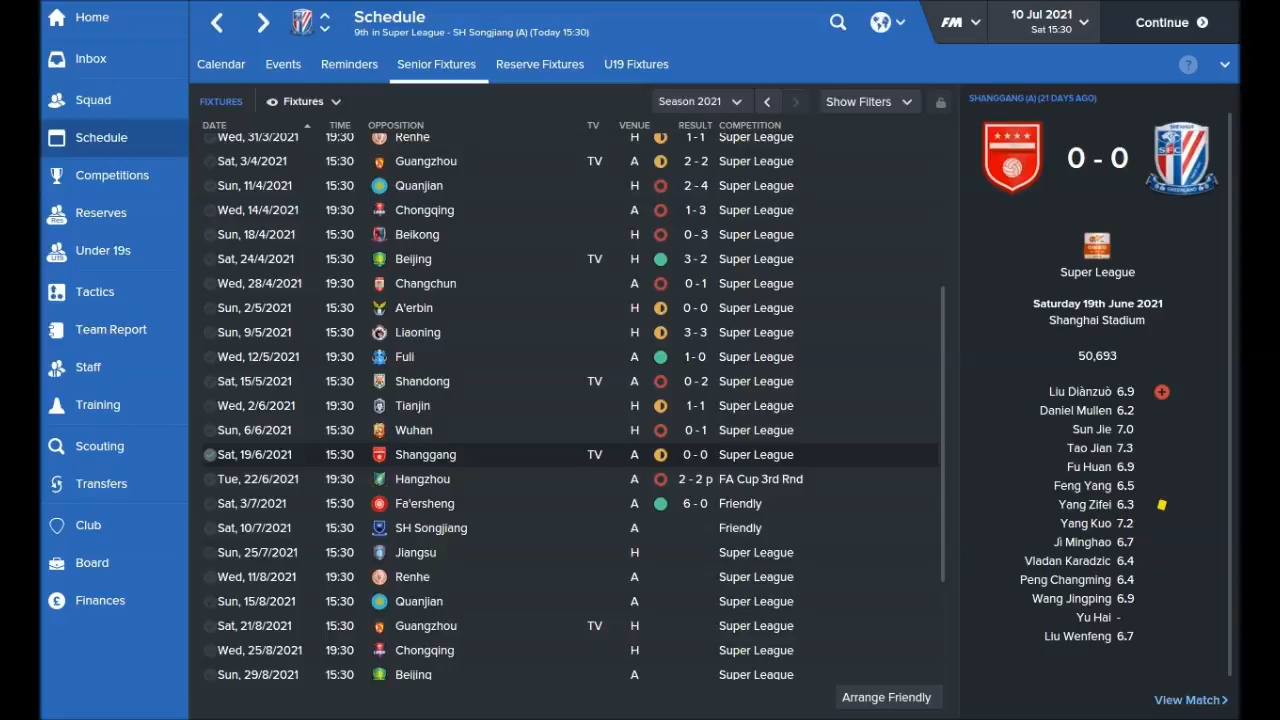 Home
Inbox
Squad
Schedule
Competitions
Res
Reserves
U19
Under 19s
Tactics
Team Report
Staff
Training
Scouting
Transfers
Club
Board
Finances
Schedule
9th in Super League - SH Songjiang (A) (Today 15:30)
FM
10 Jul 2021
Sat 15:30
Continue
Calendar Events Reminders Senior Fixtures Reserve Fixtures U19 Fixtures
?
FIXTURES Fixtures Season 2021 Show Filters
DATE TIME OPPOSITION TV VENUE RESULT COMPETITION
Wed, 31/3/2021 19:30 Renhe H 1-1 Super League
Sat, 3/4/2021 15:30 Guangzhou TV A 2-2 Super League
Sun, 11/4/2021 15:30 Quanjian H 2-4 Super League
Wed, 14/4/2021 19:30 Chongqing A 1-3 Super League
Sun, 18/4/2021 15:30 Beikong H 0-3 Super League
Sat, 24/4/2021 15:30 Beijing TV H 3-2 Super League
Wed, 28/4/2021 19:30 Changchun A 0-1 Super League
Sun, 2/5/2021 15:30 A'erbin H 0-0 Super League
Sun, 9/5/2021 15:30 Liaoning H 3-3 Super League
Wed, 12/5/2021 19:30 Fuli A 1-0 Super League
Sat, 15/5/2021 15:30 Shandong TV A 0-2 Super League
Wed, 2/6/2021 19:30 Tianjin H 1-1 Super League
Sun, 6/6/2021 15:30 Wuhan H 0-1 Super League
Sat, 19/6/2021 15:30 Shanggang TV A 0-0 Super League
Tue, 22/6/2021 19:30 Hangzhou A 2-2 p FA Cup 3rd Rnd
Sat, 3/7/2021 15:30 Fa'ersheng A 6-0 Friendly
Sat, 10/7/2021 15:30 SH Songjiang A Friendly
Sun, 25/7/2021 15:30 Jiangsu H Super League
Wed, 11/8/2021 19:30 Renhe A Super League
Sun, 15/8/2021 15:30 Quanjian A Super League
Sat, 21/8/2021 15:30 Guangzhou TV H Super League
Wed, 25/8/2021 19:30 Chongqing H Super League
Sun, 29/8/2021 15:30 Beijing A Super League
Arrange Friendly
SHANGGANG (A) (21 DAYS AGO)
0 - 0
Super League
Saturday 19th June 2021
Shanghai Stadium
50,693
Liu Diànzuò 6.9
Daniel Mullen 6.2
Sun Jie 7.0
Tao Jian 7.3
Fu Huan 6.9
Feng Yang 6.5
Yang Zifei 6.3
Yang Kuo 7.2
Jì Minghao 6.7
Vladan Karadzic 6.4
Peng Changming 6.4
Wang Jingping 6.9
Yu Hai -
Liu Wenfeng 6.7
View Match